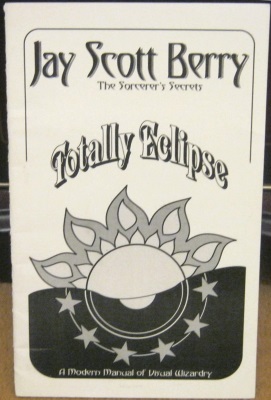 Jay Scott Berry
The Sorcerer's Secrets
Totally Eclipse
A Modern Manual of Visual Wizardry